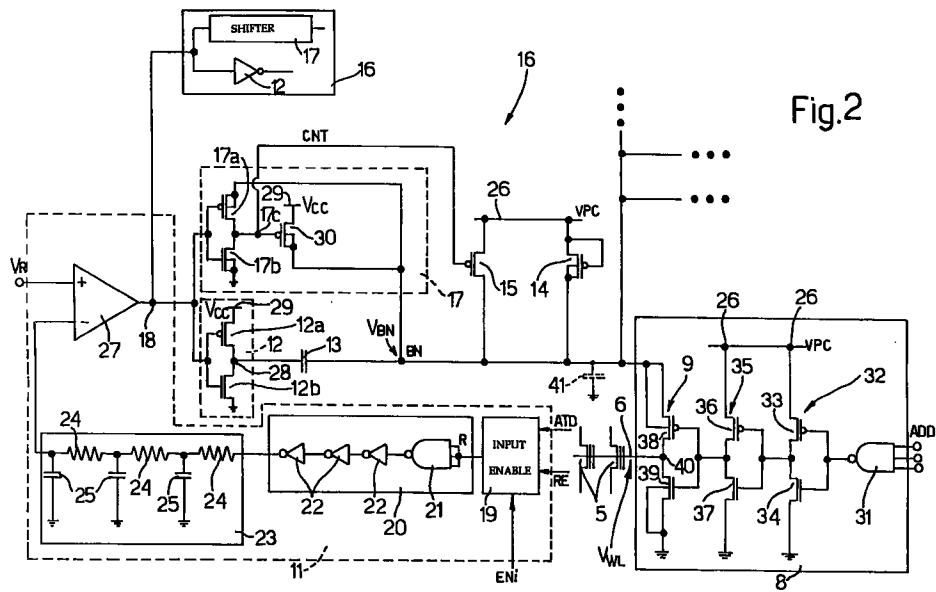 SHIFTER
17
12
16
16
Fig.2
CNT
17a
29
VCC
17c
30
26
VPC
17b
15
14
17
VR
+
-
27
18
VCC
29
12a
12
13
28
12b
VBN
BN
41
26
26
VPC
9
35
32
6
36
33
38
ADD
ATD
24
R
INPUT
ENABLE
40
39
25
24
25
24
22
22
21
20
19
RE
5
37
34
31
23
VWL
11
ENi
8